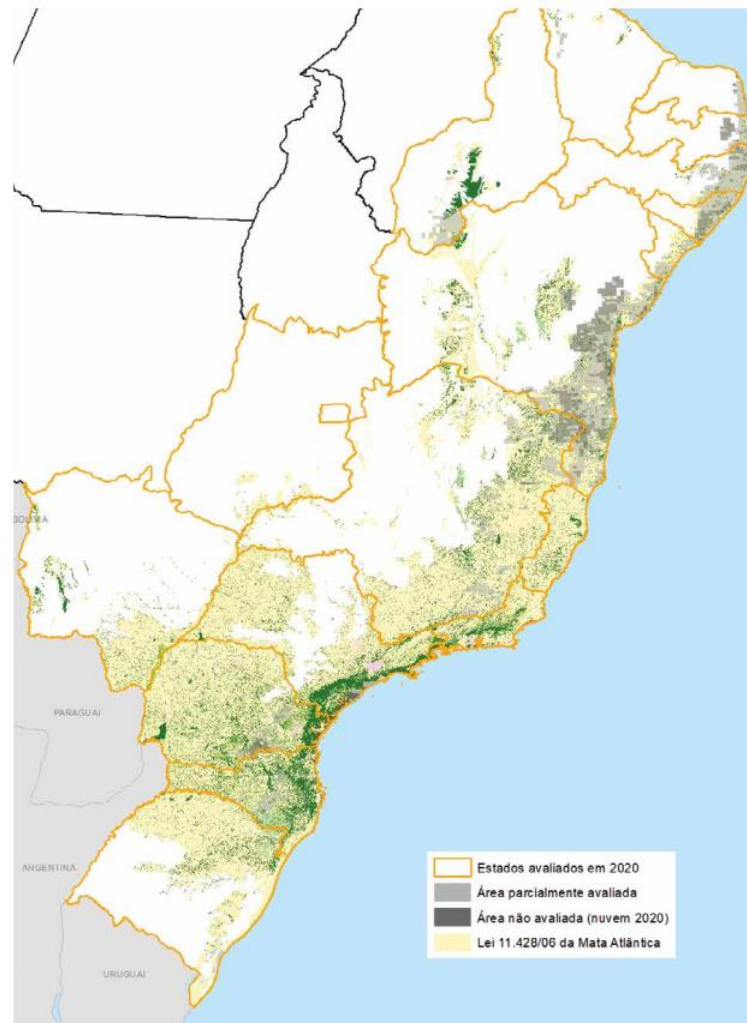 PARAGUAI
ARGENTINA
URUGUAI
Estados avaliados em 2020
Área parcialmente avaliada
Área não avaliada (nuvem 2020)
Lei 11.428/06 da Mata Atlântica